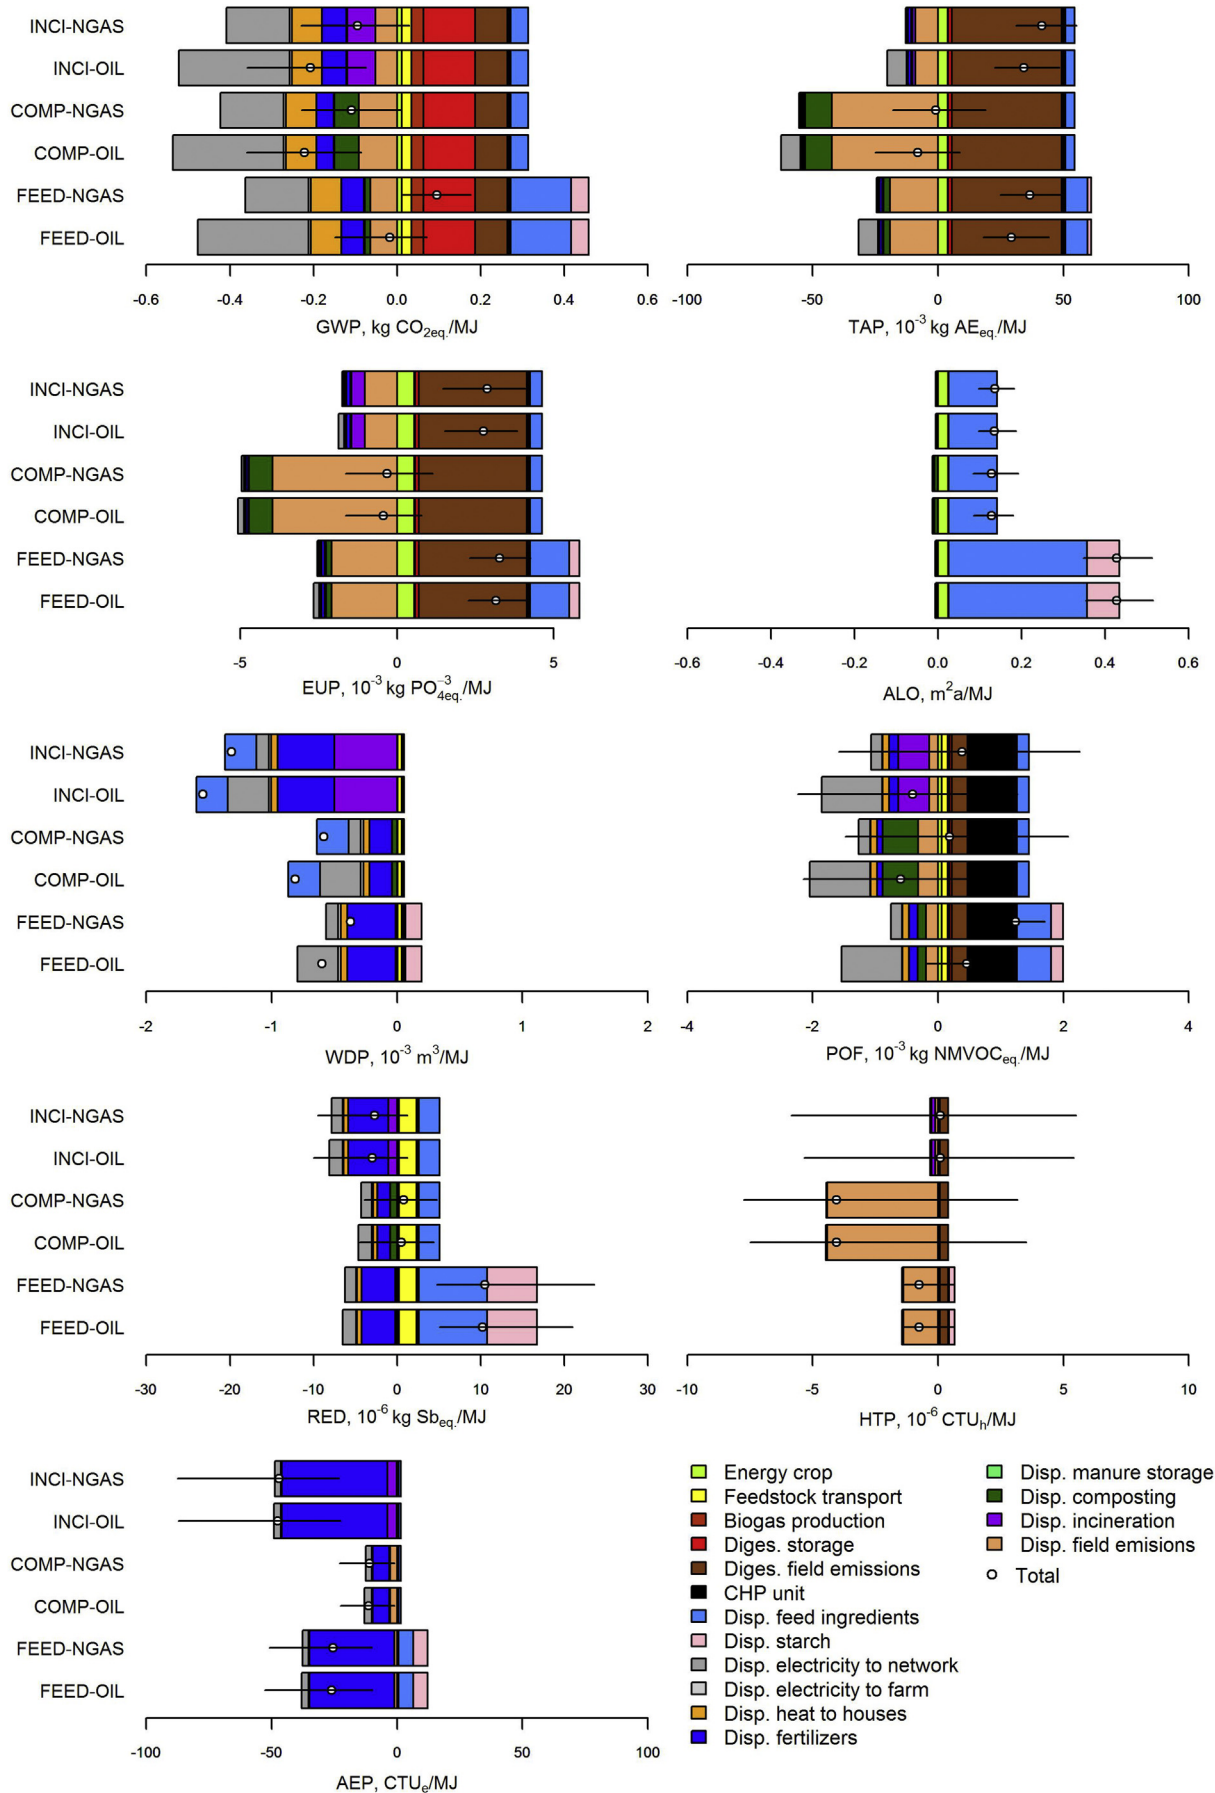 INCI-NGAS
INCI-OIL
COMP-NGAS
COMP-OIL
FEED-NGAS
FEED-OIL
-0.6 -0.4 -0.2 0.0 0.2 0.4 0.6
GWP, kg CO2eq./MJ
-100 -50 0 50 100
TAP, 10-3 kg AEeq./MJ
INCI-NGAS
INCI-OIL
COMP-NGAS
COMP-OIL
FEED-NGAS
FEED-OIL
-5 0 5
EUP, 10-3 kg PO4eq.-3/MJ
-0.6 -0.4 -0.2 0.0 0.2 0.4 0.6
ALO, m2a/MJ
INCI-NGAS
INCI-OIL
COMP-NGAS
COMP-OIL
FEED-NGAS
FEED-OIL
-2 -1 0 1 2
WDP, 10-3 m3/MJ
-4 -2 0 2 4
POF, 10-3 kg NMVOCeq./MJ
INCI-NGAS
INCI-OIL
COMP-NGAS
COMP-OIL
FEED-NGAS
FEED-OIL
-30 -20 -10 0 10 20 30
RED, 10-6 kg Sbeq./MJ
-10 -5 0 5 10
HTP, 10-6 CTUh/MJ
INCI-NGAS
INCI-OIL
COMP-NGAS
COMP-OIL
FEED-NGAS
FEED-OIL
-100 -50 0 50 100
AEP, CTUe/MJ
Energy crop
Feedstock transport
Biogas production
Diges. storage
Diges. field emissions
CHP unit
Disp. feed ingredients
Disp. starch
Disp. electricity to network
Disp. electricity to farm
Disp. heat to houses
Disp. fertilizers
Disp. manure storage
Disp. composting
Disp. incineration
Disp. field emisions
Total